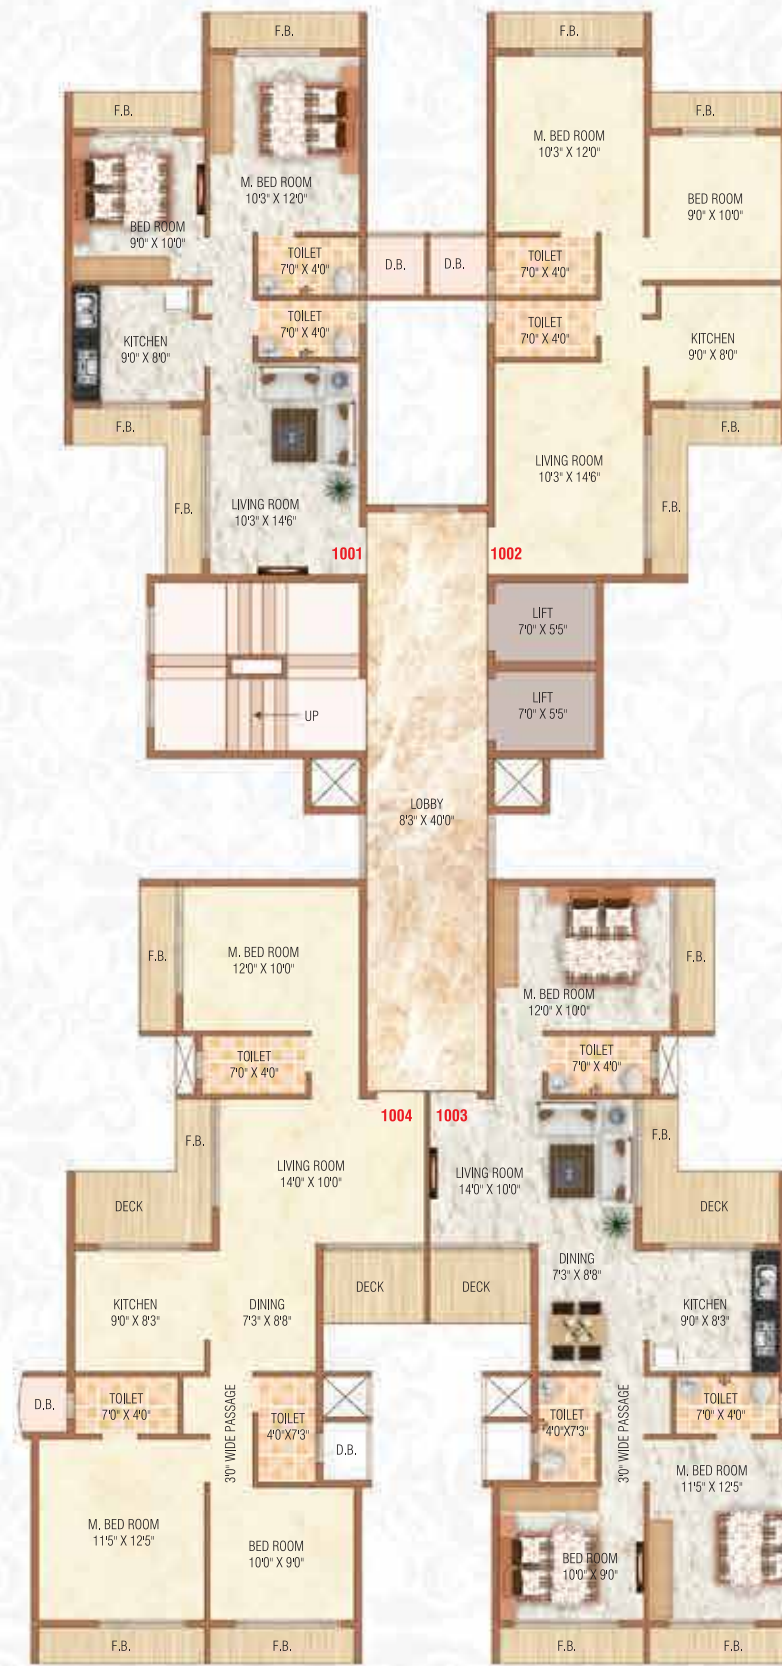 F.B.
F.B.
F.B.
F.B.
M. BED ROOM
10'3" X 12'0"
M. BED ROOM
10'3" X 12'0"
BED ROOM
9'0" X 10'0"
BED ROOM
9'0" X 10'0"
TOILET
7'0" X 4'0"
D.B.
D.B.
TOILET
7'0" X 4'0"
TOILET
7'0" X 4'0"
TOILET
7'0" X 4'0"
KITCHEN
9'0" X 8'0"
KITCHEN
9'0" X 8'0"
F.B.
F.B.
LIVING ROOM
10'3" X 14'6"
F.B.
LIVING ROOM
10'3" X 14'6"
F.B.
1001
1002
LIFT
7'0" X 5'5"
LIFT
7'0" X 5'5"
UP
LOBBY
8'3" X 40'0"
F.B.
M. BED ROOM
12'0" X 10'0"
M. BED ROOM
12'0" X 10'0"
F.B.
TOILET
7'0" X 4'0"
TOILET
7'0" X 4'0"
1004
1003
F.B.
F.B.
LIVING ROOM
14'0" X 10'0"
LIVING ROOM
14'0" X 10'0"
DECK
DECK
DECK
DECK
DINING
7'3" X 8'8"
KITCHEN
9'0" X 8'3"
DINING
7'3" X 8'8"
KITCHEN
9'0" X 8'3"
D.B.
TOILET
7'0" X 4'0"
3'0" WIDE PASSAGE
TOILET
4'0"X7'3"
D.B.
TOILET
4'0"X7'3"
3'0" WIDE PASSAGE
TOILET
7'0" X 4'0"
M. BED ROOM
11'5" X 12'5"
M. BED ROOM
11'5" X 12'5"
BED ROOM
10'0" X 9'0"
BED ROOM
10'0" X 9'0"
F.B.
F.B.
F.B.
F.B.